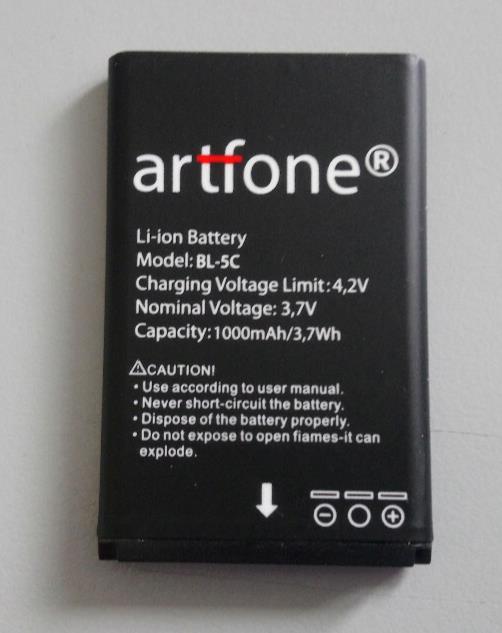 artfone®
Li-ion Battery
Model: BL-5C
Charging Voltage Limit: 4,2V
Nominal Voltage: 3,7V
Capacity: 1000mAh/3,7Wh
⚠CAUTION!
• Use according to user manual.
• Never short-circuit the battery.
• Dispose of the battery properly.
• Do not expose to open fiames-it can
explode.